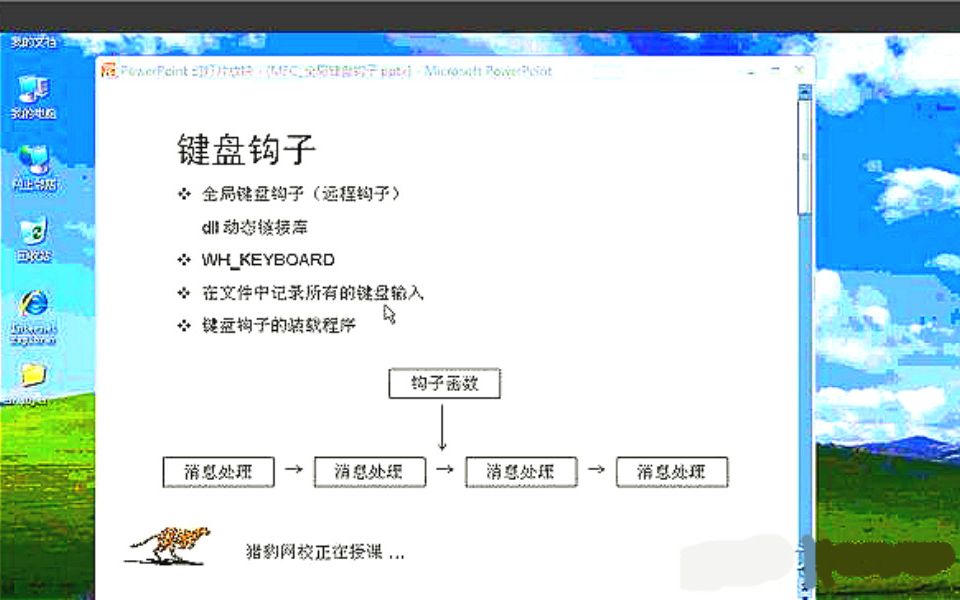 我的文档
PowerPoint 幻灯片放映 - [MFC_全局键盘钩子.pptx] - Microsoft PowerPoint
我的电脑
网上邻居
回收站
Internet Explorer
键盘钩子
❖ 全局键盘钩子（远程钩子）
dll 动态链接库
❖ WH_KEYBOARD
❖ 在文件中记录所有的键盘输入
❖ 键盘钩子的装载程序
钩子函数
消息处理 → 消息处理 → 消息处理 → 消息处理
猎豹网校正在授课 ...